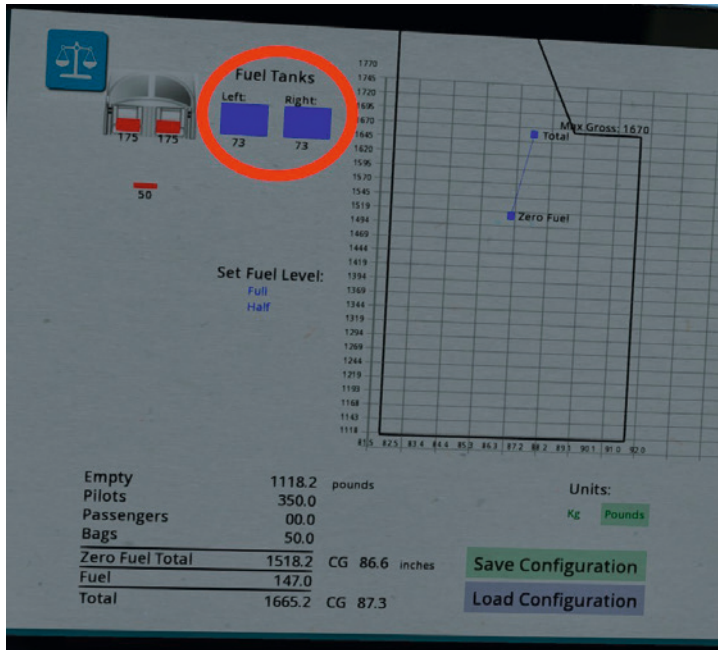 Fuel Tanks
Left: Right:
73 73
175 175
50
Set Fuel Level:
Full
Half
1770
1745
1720
1695
1670
1645
1620
1595
1570
1545
1519
1494
1469
1444
1419
1394
1369
1344
1319
1294
1269
1244
1219
1193
1168
1143
1118
Max Gross: 1670
Total
Zero Fuel
81.5 82.5 83.4 84.4 85.3 86.3 87.2 88.2 89.1 90.1 91.0 92.0
Empty 1118.2 pounds
Pilots 350.0
Passengers 00.0
Bags 50.0
Zero Fuel Total 1518.2 CG 86.6 inches
Fuel 147.0
Total 1665.2 CG 87.3
Units:
Kg Pounds
Save Configuration
Load Configuration